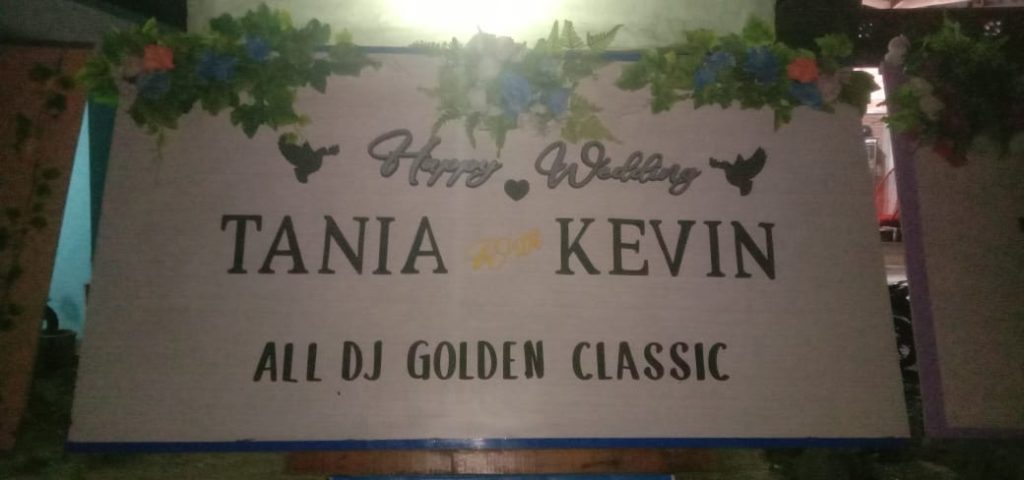 Happy Wedding
TANIA KEVIN
ALL DJ GOLDEN CLASSIC